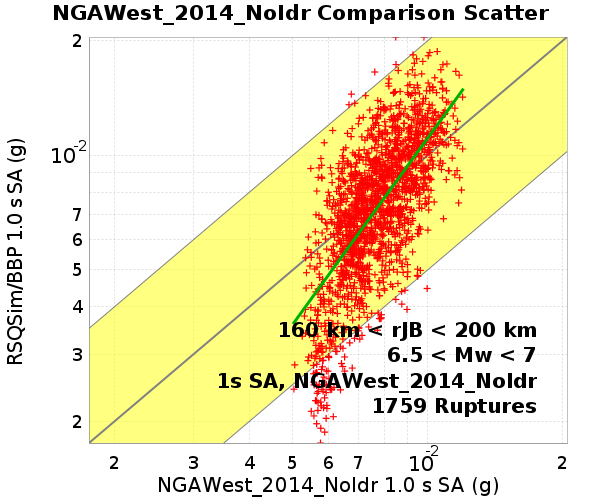 NGAWest_2014_NoIdr Comparison Scatter
RSQSim/BBP 1.0 s SA (g)
2
10-2
7
6
5
4
3
2
160 km < rJB < 200 km
6.5 < Mw < 7
1s SA, NGAWest_2014_NoIdr
1759 Ruptures
2 3 4 5 6 7 10-2 2
NGAWest_2014_NoIdr 1.0 s SA (g)